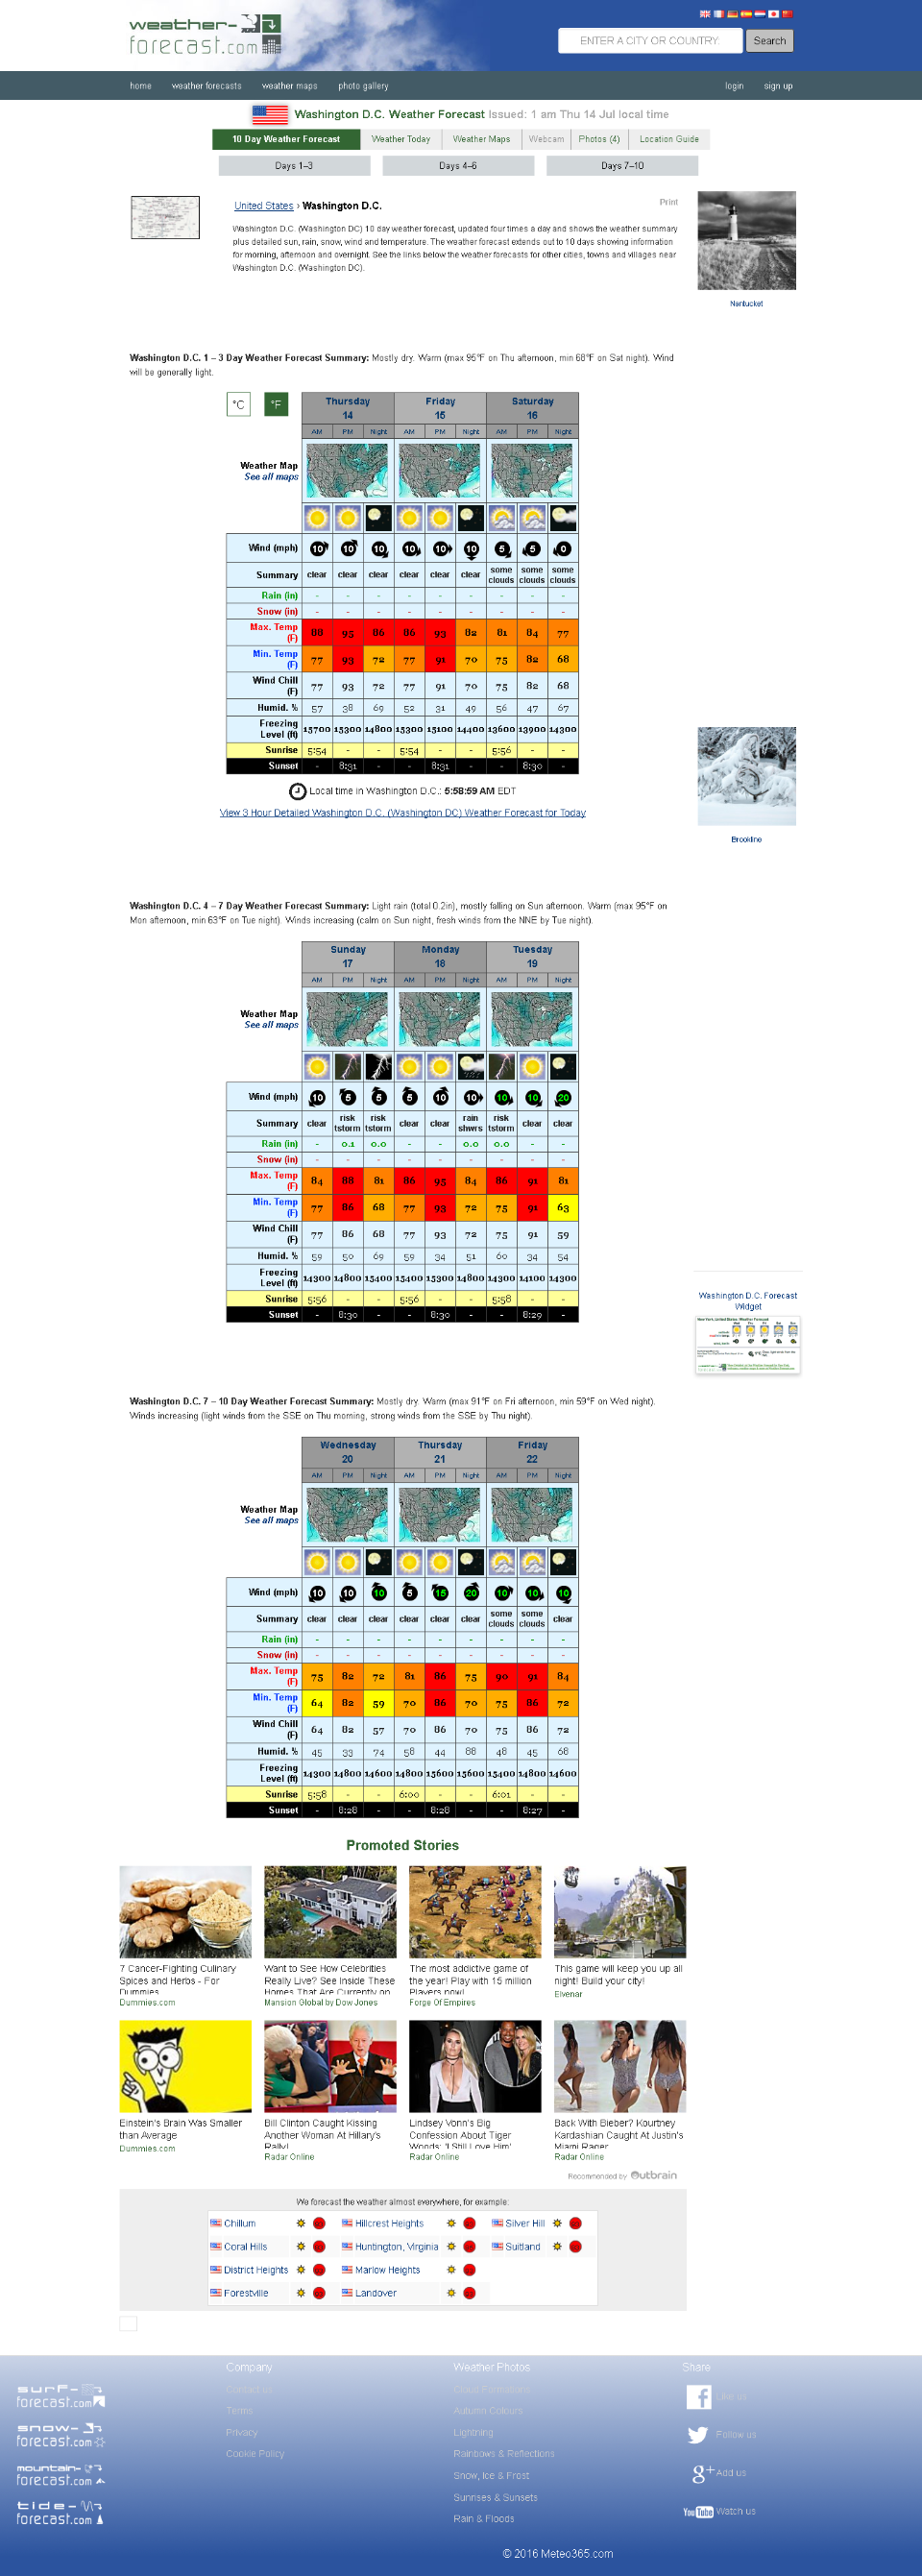 weather-
forecast.com
ENTER A CITY OR COUNTRY.
Search
home weather forecasts weather maps photo gallery login sign up
Washington D.C. Weather Forecast Issued: 1 am Thu 14 Jul local time
10 Day Weather Forecast Weather Today Weather Maps Webcam Photos (4) Location Guide
Days 1–3 Days 4–6 Days 7–10
United States › Washington D.C.
Print
Washington D.C. (Washington DC) 10 day weather forecast, updated four times a day and shows the weather summary
plus detailed sun, rain, snow, wind and temperature. The weather forecast extends out to 10 days showing information
for morning, afternoon and overnight. See the links below the weather forecasts for other cities, towns and villages near
Washington D.C. (Washington DC).
Nantucket
Washington D.C. 1 – 3 Day Weather Forecast Summary: Mostly dry. Warm (max 95°F on Thu afternoon, min 68°F on Sat night). Wind
will be generally light.
°C °F
Thursday Friday Saturday
14 15 16
AM PM Night AM PM Night AM PM Night
Weather Map
See all maps
Wind (mph) 10 10 10 10 10 10 5 5 0
Summary clear clear clear clear clear clear some clouds some clouds some clouds
Rain (in) - - - - - - - - -
Snow (in) - - - - - - - - -
Max. Temp (F) 88 95 86 86 93 82 81 84 77
Min. Temp (F) 77 93 72 77 91 70 75 82 68
Wind Chill (F) 77 93 72 77 91 70 75 82 68
Humid. % 57 38 69 52 31 49 56 47 67
Freezing Level (ft) 15700 15300 14800 15300 15100 14400 13600 13900 14300
Sunrise 5:54 - - 5:54 - - 5:56 - -
Sunset - 8:31 - - 8:31 - - 8:30 -
Local time in Washington D.C.: 5:58:59 AM EDT
View 3 Hour Detailed Washington D.C. (Washington DC) Weather Forecast for Today
Brookline
Washington D.C. 4 – 7 Day Weather Forecast Summary: Light rain (total 0.2in), mostly falling on Sun afternoon. Warm (max 95°F on
Mon afternoon, min 63°F on Tue night). Winds increasing (calm on Sun night, fresh winds from the NNE by Tue night).
Sunday Monday Tuesday
17 18 19
AM PM Night AM PM Night AM PM Night
Weather Map
See all maps
Wind (mph) 10 5 5 5 10 10 10 10 20
Summary clear risk tstorm risk tstorm clear clear rain shwrs risk tstorm clear clear
Rain (in) - 0.1 0.0 - - 0.0 0.0 - -
Snow (in) - - - - - - - - -
Max. Temp (F) 84 88 81 86 95 84 86 91 81
Min. Temp (F) 77 86 68 77 93 72 75 91 63
Wind Chill (F) 77 86 68 77 93 72 75 91 59
Humid. % 59 50 69 59 34 51 60 34 54
Freezing Level (ft) 14300 14800 15400 15400 15300 14800 14300 14100 14300
Sunrise 5:56 - - 5:56 - - 5:58 - -
Sunset - 8:30 - - 8:30 - - 8:29 -
Washington D.C. Forecast
Widget
Washington D.C. 7 – 10 Day Weather Forecast Summary: Mostly dry. Warm (max 91°F on Fri afternoon, min 59°F on Wed night).
Winds increasing (light winds from the SSE on Thu morning, strong winds from the SSE by Thu night).
Wednesday Thursday Friday
20 21 22
AM PM Night AM PM Night AM PM Night
Weather Map
See all maps
Wind (mph) 10 10 10 5 15 20 10 10 10
Summary clear clear clear clear clear clear some clouds some clouds clear
Rain (in) - - - - - - - - -
Snow (in) - - - - - - - - -
Max. Temp (F) 75 82 72 81 86 75 90 91 84
Min. Temp (F) 64 82 59 70 86 70 75 86 72
Wind Chill (F) 64 82 57 70 86 70 75 86 72
Humid. % 45 33 74 58 44 88 48 45 68
Freezing Level (ft) 14300 14800 14600 14800 15600 15600 15400 14800 14600
Sunrise 5:58 - - 6:00 - - 6:01 - -
Sunset - 8:28 - - 8:28 - - 8:27 -
Promoted Stories
7 Cancer-Fighting Culinary
Spices and Herbs - For
Dummies
Dummies.com
Want to See How Celebrities
Really Live? See Inside These
Homes That Are Currently on
Mansion Global by Dow Jones
The most addictive game of
the year! Play with 15 million
Players now!
Forge Of Empires
This game will keep you up all
night! Build your city!
Elvenar
Einstein's Brain Was Smaller
than Average
Dummies.com
Bill Clinton Caught Kissing
Another Woman At Hillary's
Rally!
Radar Online
Lindsey Vonn's Big
Confession About Tiger
Woods: 'I Still Love Him'
Radar Online
Back With Bieber? Kourtney
Kardashian Caught At Justin's
Miami Rager
Radar Online
Recommended by Outbrain
We forecast the weather almost everywhere, for example:
Chillum Hillcrest Heights Silver Hill
Coral Hills Huntington, Virginia Suitland
District Heights Marlow Heights
Forestville Landover
surf-
forecast.com
snow-
forecast.com
mountain-
forecast.com
tide-
forecast.com
Company
Contact us
Terms
Privacy
Cookie Policy
Weather Photos
Cloud Formations
Autumn Colours
Lightning
Rainbows & Reflections
Snow, Ice & Frost
Sunrises & Sunsets
Rain & Floods
Share
Like us
Follow us
Add us
YouTube Watch us
© 2016 Meteo365.com